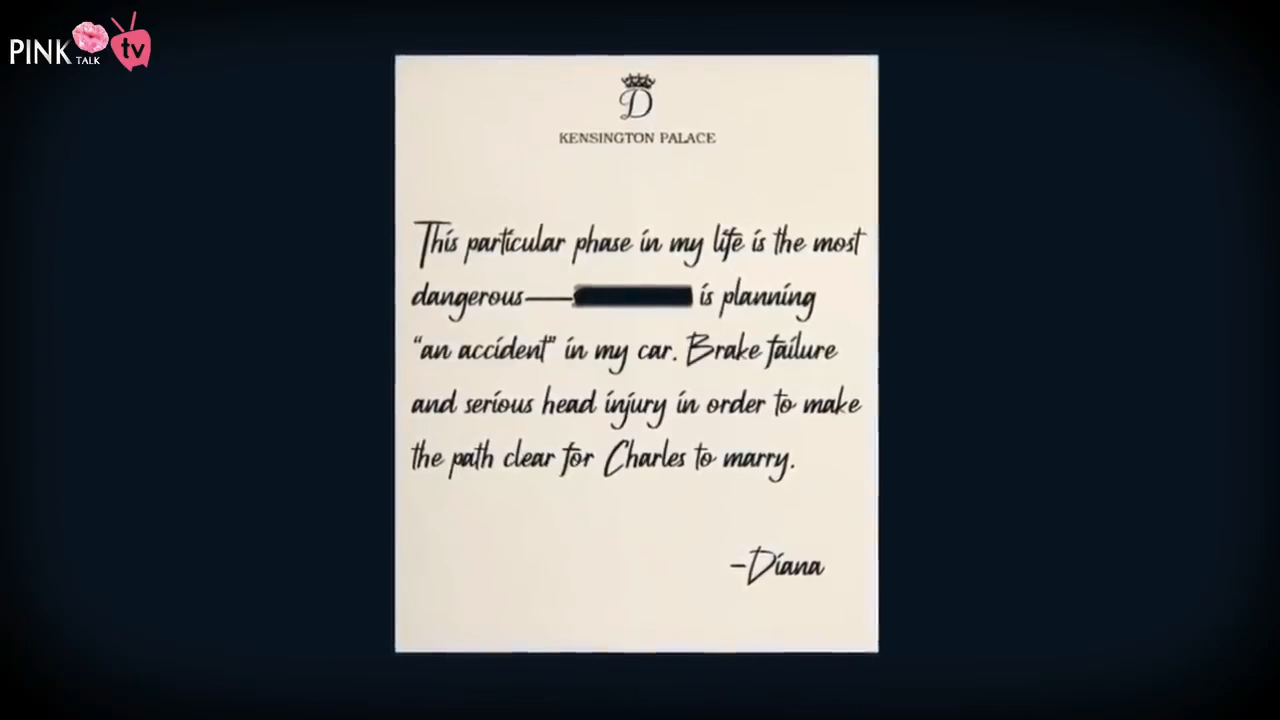 PINK TALK tv
D
KENSINGTON PALACE
This particular phase in my life is the most
dangerous— is planning
“an accident” in my car. Brake failure
and serious head injury in order to make
the path clear for Charles to marry.
-Diana